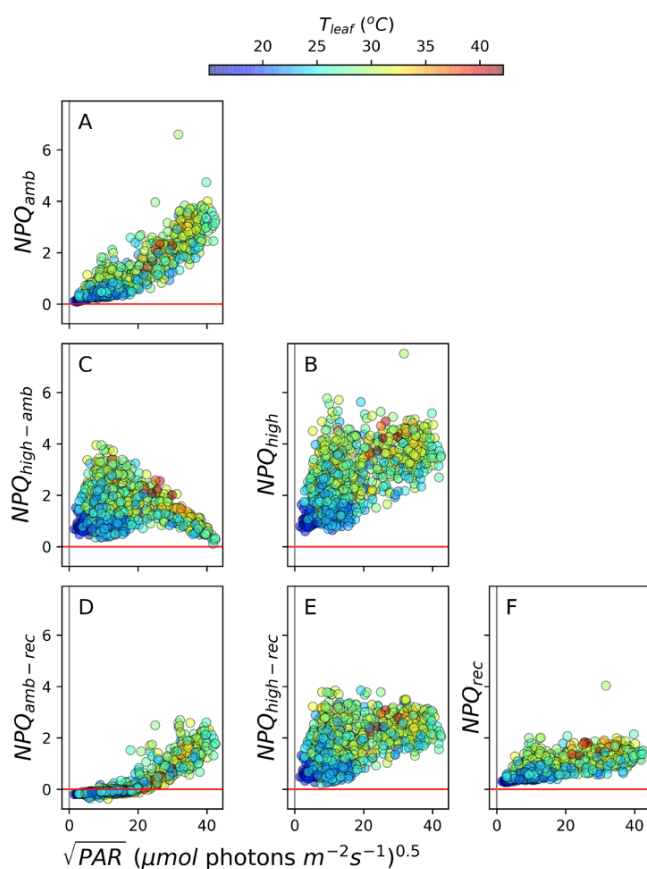 T_leaf (°C)
20 25 30 35 40
A
NPQ_amb
6
4
2
0
C
NPQ_high−amb
6
4
2
0
B
NPQ_high
D
NPQ_amb−rec
6
4
2
0
0 20 40
E
NPQ_high−rec
0 20 40
F
NPQ_rec
0 20 40
√PAR (μmol photons m⁻²s⁻¹)⁰·⁵